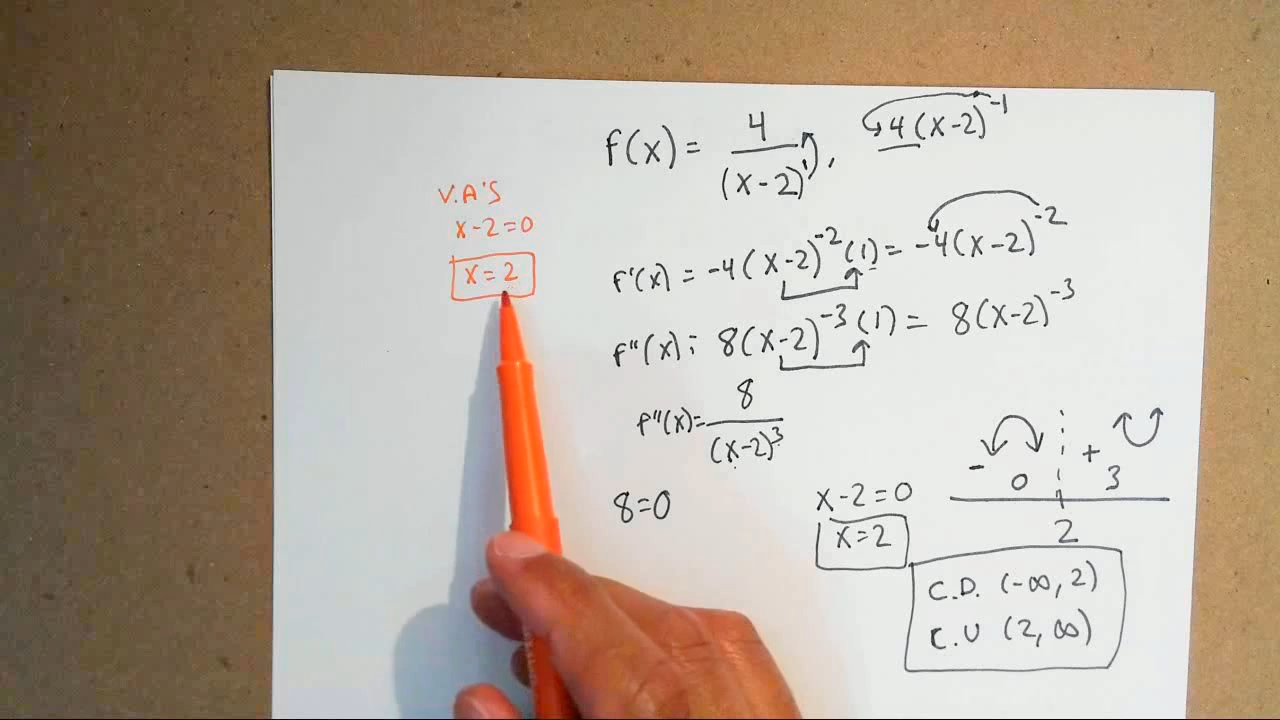 f(x) = 4/(x-2)¹, 4(x-2)⁻¹
V.A'S
x-2=0
x=2
f'(x) = -4(x-2)⁻²(1) = -4(x-2)⁻²
f"(x) = 8(x-2)⁻³(1) = 8(x-2)⁻³
f"(x) = 8/(x-2)³
8=0
x-2=0
x=2
- 0 + 3
2
C.D. (-∞, 2)
C.U (2, ∞)